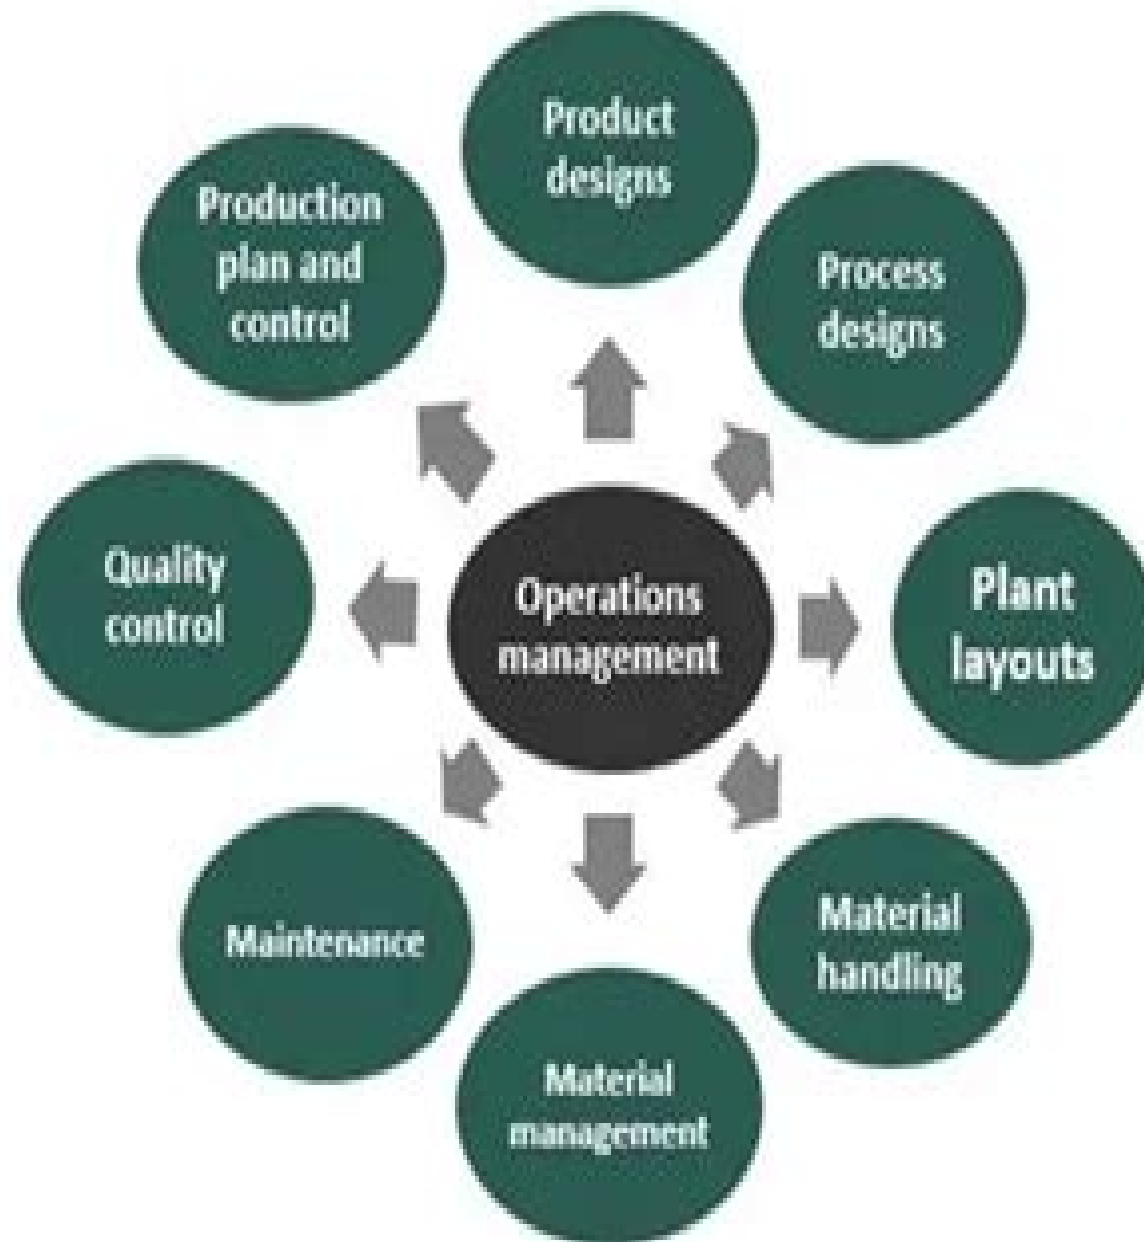 Product
designs
Process
designs
Plant
layouts
Material
handling
Material
management
Maintenance
Quality
control
Production
plan and
control
Operations
management